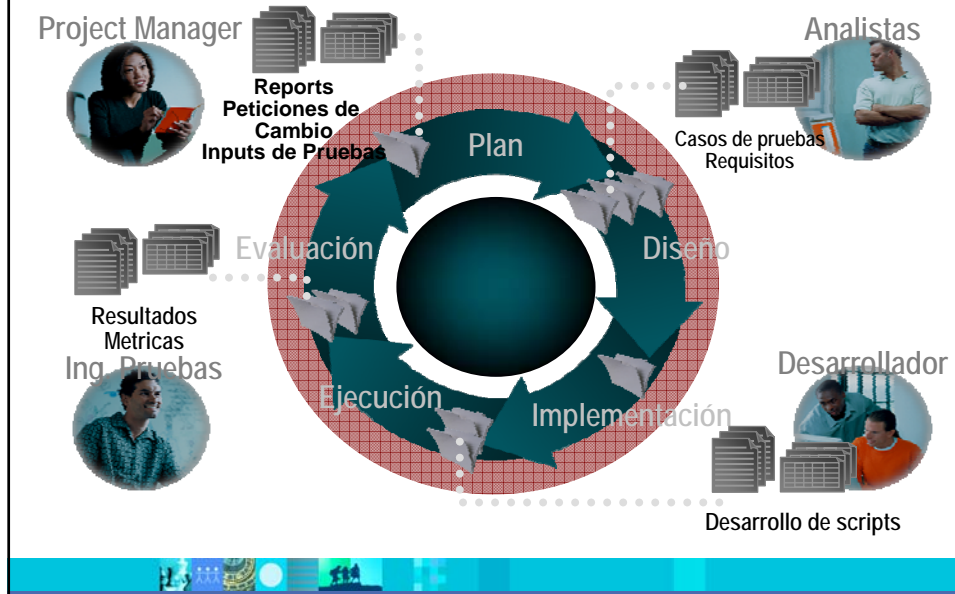 Project Manager
Reports
Peticiones de
Cambio
Inputs de Pruebas
Analistas
Casos de pruebas
Requisitos
Plan
Evaluación
Diseño
Resultados
Metricas
Ing. Pruebas
Ejecución
Implementación
Desarrollador
Desarrollo de scripts